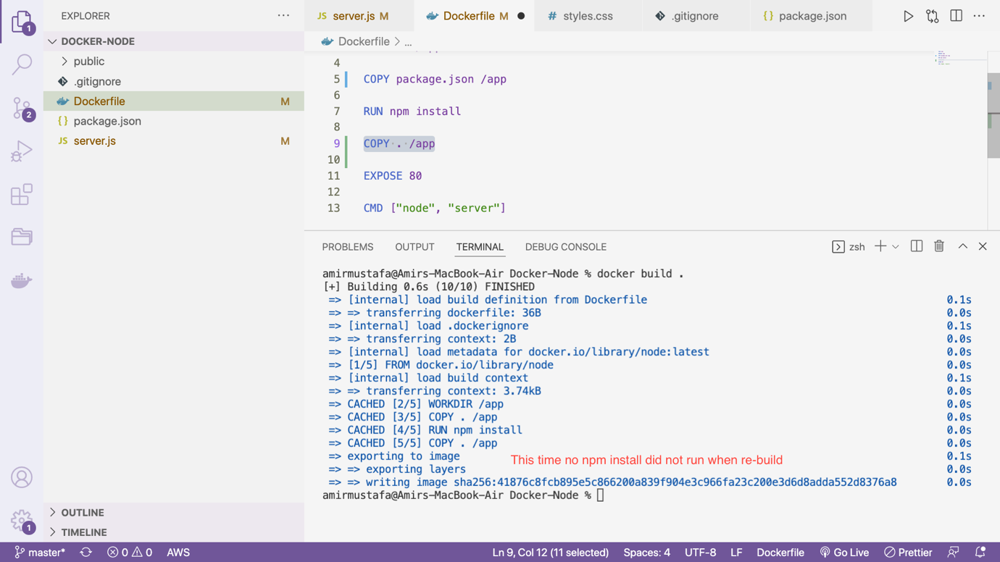 EXPLORER
DOCKER-NODE
public
.gitignore
Dockerfile M
package.json
server.js M
OUTLINE
TIMELINE
1
2
1
JS server.js M
Dockerfile M
# styles.css
.gitignore
{} package.json
Dockerfile > ...
4
5 COPY package.json /app
6
7 RUN npm install
8
9 COPY . /app
10
11 EXPOSE 80
12
13 CMD ["node", "server"]
PROBLEMS OUTPUT TERMINAL DEBUG CONSOLE zsh
amirmustafa@Amirs-MacBook-Air Docker-Node % docker build .
[+] Building 0.6s (10/10) FINISHED
=> [internal] load build definition from Dockerfile 0.1s
=> => transferring dockerfile: 36B 0.0s
=> [internal] load .dockerignore 0.1s
=> => transferring context: 2B 0.0s
=> [internal] load metadata for docker.io/library/node:latest 0.0s
=> [1/5] FROM docker.io/library/node 0.0s
=> [internal] load build context 0.1s
=> => transferring context: 3.74kB 0.0s
=> CACHED [2/5] WORKDIR /app 0.0s
=> CACHED [3/5] COPY . /app 0.0s
=> CACHED [4/5] RUN npm install 0.0s
=> CACHED [5/5] COPY . /app 0.0s
=> exporting to image 0.1s
This time no npm install did not run when re-build
=> => exporting layers 0.0s
=> => writing image sha256:41876c8fcb895e5c866200a839f904e3c966fa23c200e3d6d8adda552d8376a8 0.0s
amirmustafa@Amirs-MacBook-Air Docker-Node %
master* 0 0 AWS Ln 9, Col 12 (11 selected) Spaces: 4 UTF-8 LF Dockerfile Go Live Prettier